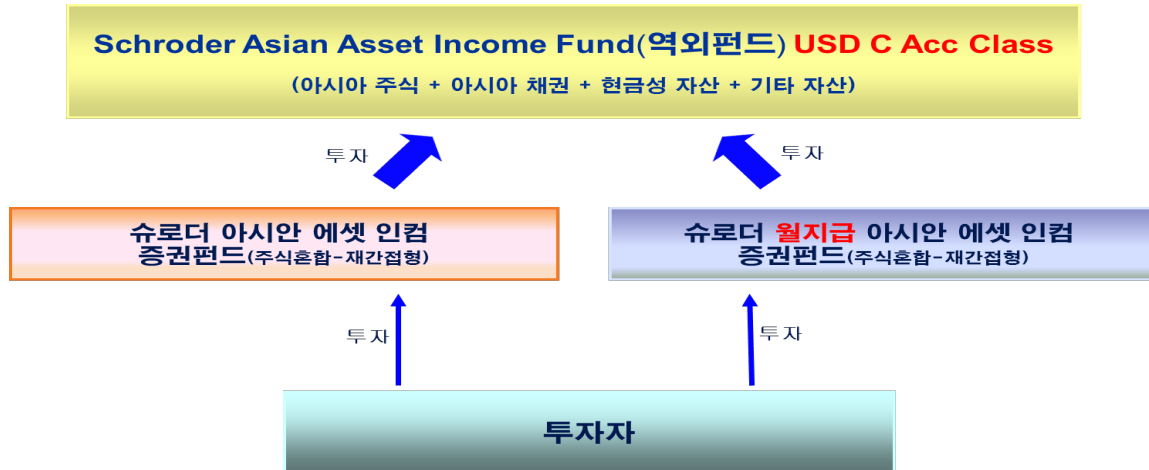 Schroder Asian Asset Income Fund(역외펀드) USD C Acc Class
(아시아 주식 + 아시아 채권 + 현금성 자산 + 기타 자산)
투자
투자
슈로더 아시안 에셋 인컴
증권펀드(주식혼합-재간접형)
슈로더 월지급 아시안 에셋 인컴
증권펀드(주식혼합-재간접형)
투자
투자
투자자